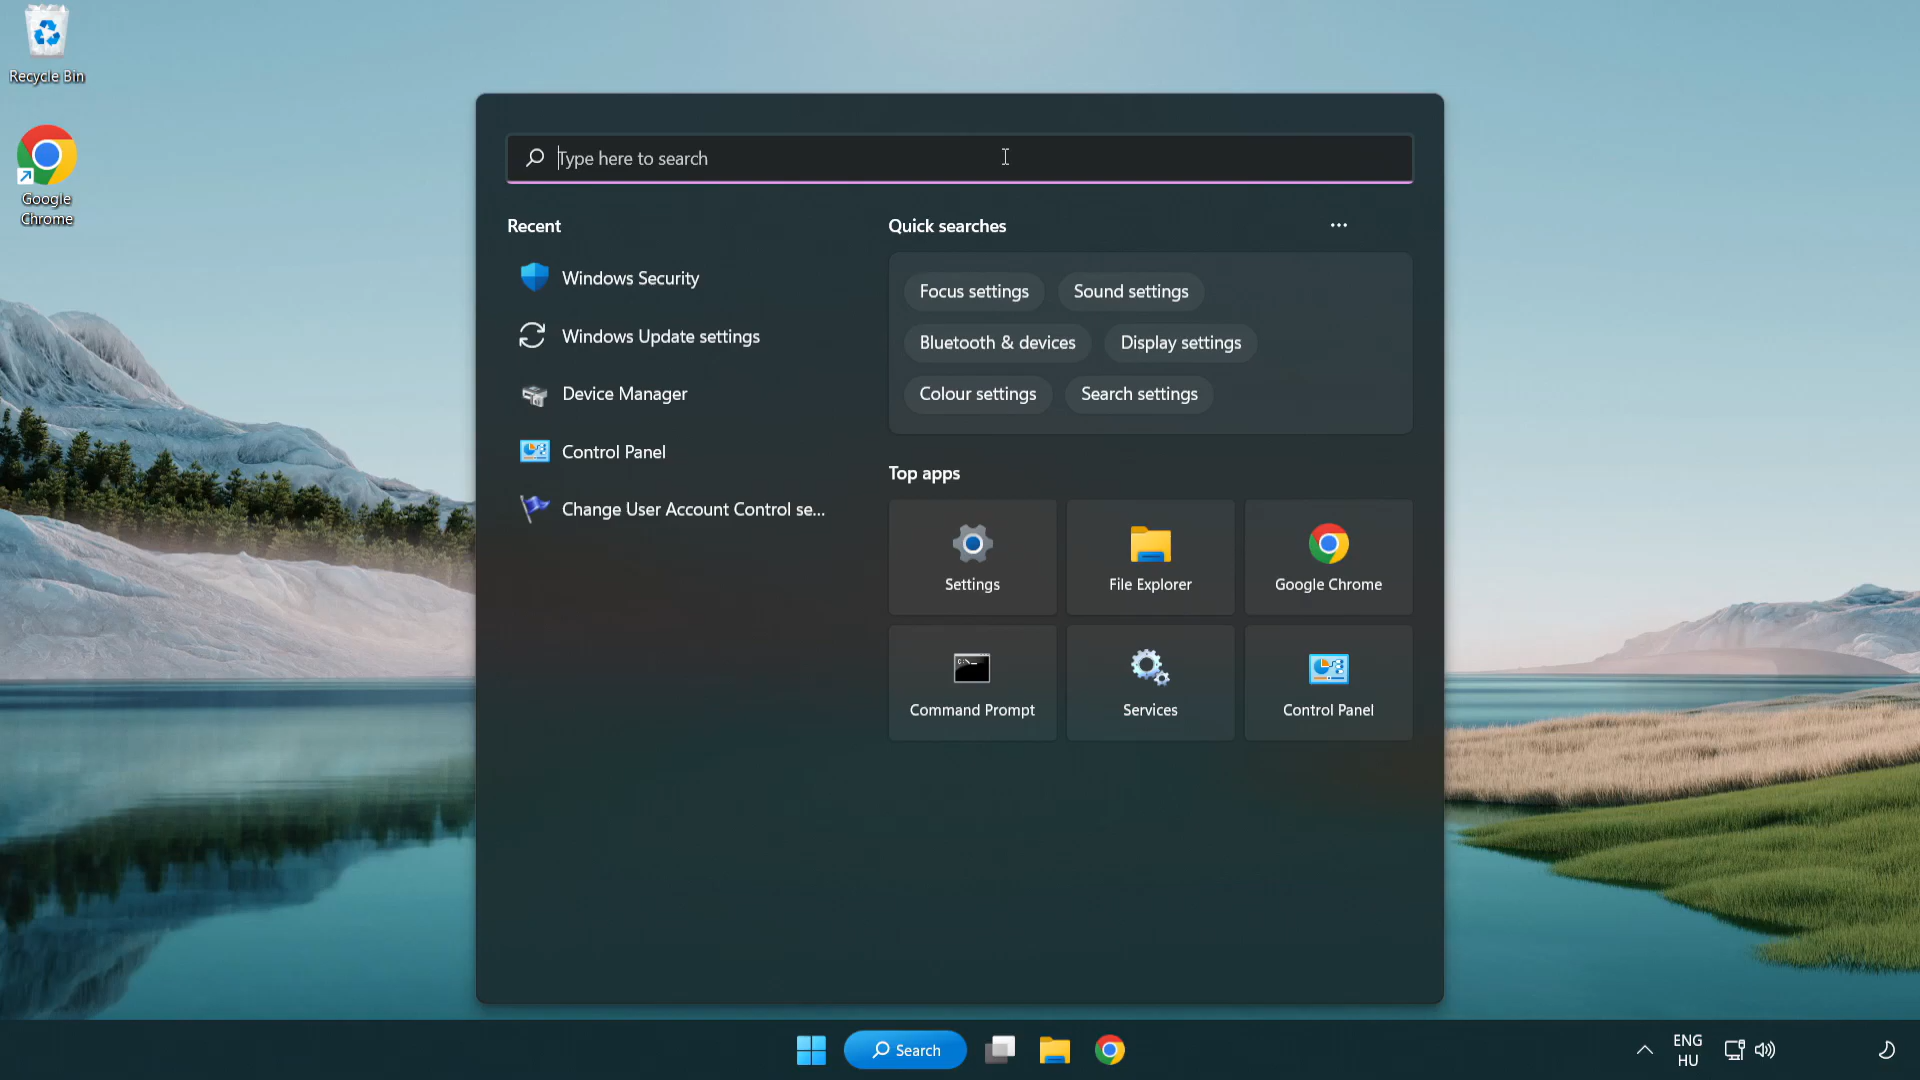 Recycle Bin
Google
Chrome
Type here to search
Recent
Windows Security
Windows Update settings
Device Manager
Control Panel
Change User Account Control se...
Quick searches
Focus settings
Sound settings
Bluetooth & devices
Display settings
Colour settings
Search settings
Top apps
Settings
File Explorer
Google Chrome
Command Prompt
Services
Control Panel
Search
ENG
HU